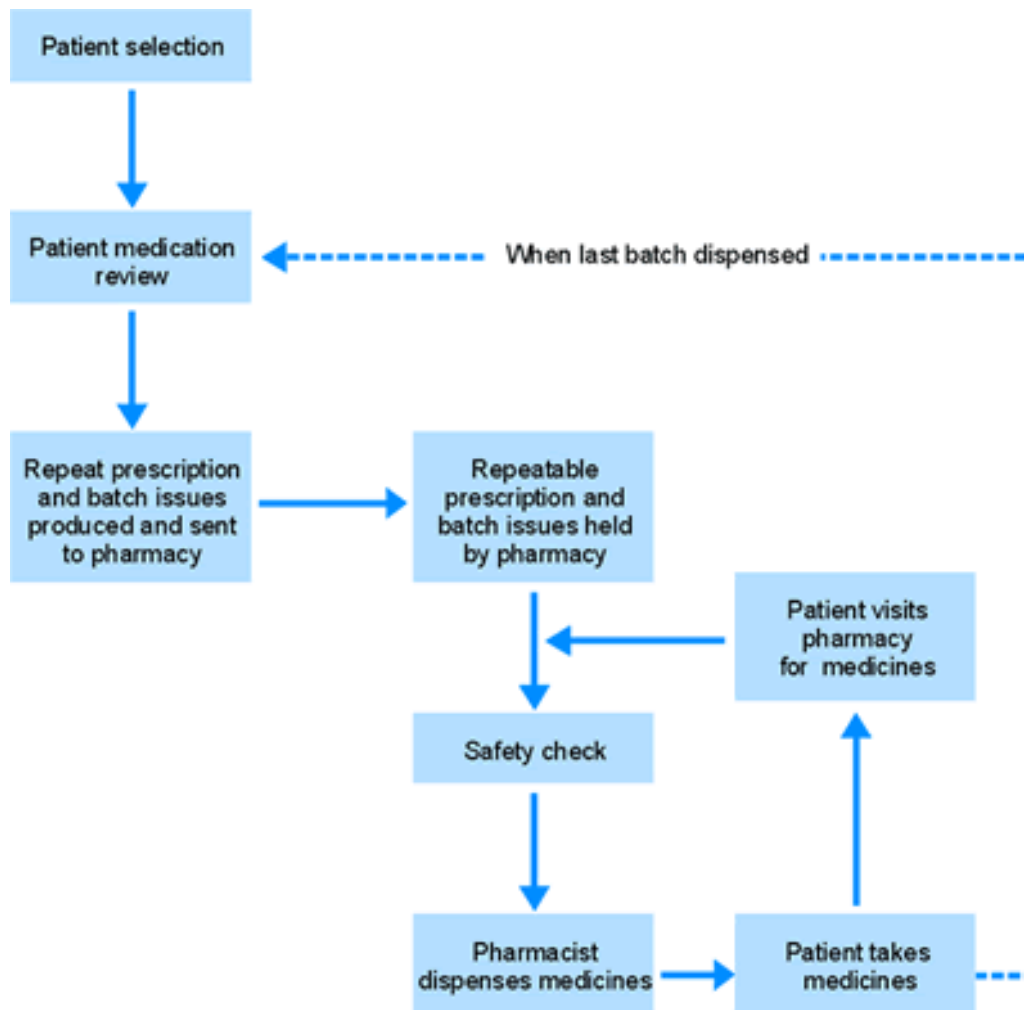 Patient selection
Patient medication
review
When last batch dispensed
Repeat prescription
and batch issues
produced and sent
to pharmacy
Repeatable
prescription and
batch issues held
by pharmacy
Patient visits
pharmacy
for medicines
Safety check
Pharmacist
dispenses medicines
Patient takes
medicines